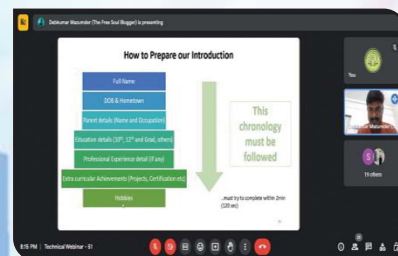 Debkumar Mazumder (The Free Soul Blogger) is presenting
How to Prepare our Introduction
Full Name
DOB & Hometown
Parent details (Name and Occupation)
Education details (10th, 12th and Grad, others)
Professional Experience detail (if any)
Extra curricular Achievements (Projects, Certification etc)
Hobbies
This
chronology
must be
followed
..must try to complete within 2min
(120 sec)
You
Mazumder
S
19 others
8:15 PM | Technical Webinar - S1